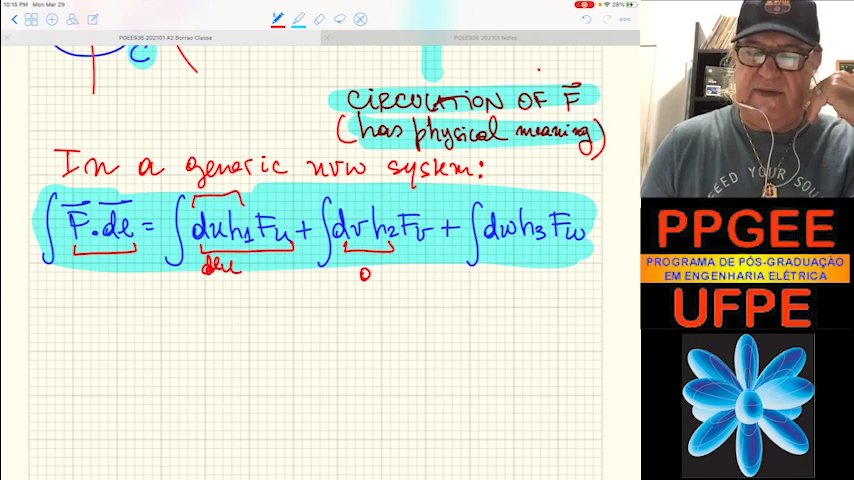 10:15 PM Mon Mar 29
28%
PGEE936 202101 A2 Borrao Classe
PGEE936 202101 Notes
C
CIRCULATION OF F⃗
(has physical meaning)
In a generic uvw system:
∫ F⃗ · dℓ⃗ = ∫ du h₁ Fu + ∫ dv h₂ Fv + ∫ dw h₃ Fw
0
FEED YOUR SOUL
PPGEE
PROGRAMA DE PÓS-GRADUAÇÃO
EM ENGENHARIA ELÉTRICA
UFPE